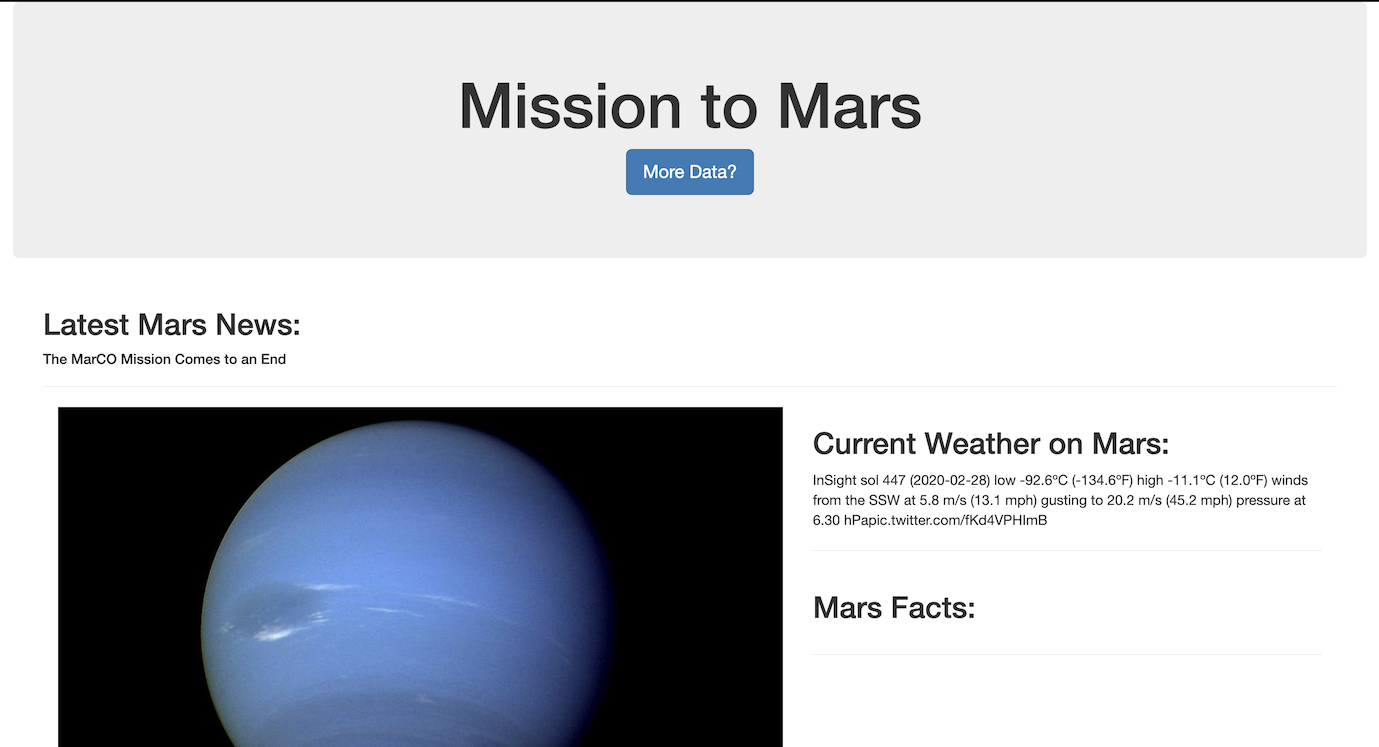 Mission to Mars
More Data?
Latest Mars News:
The MarCO Mission Comes to an End
Current Weather on Mars:
InSight sol 447 (2020-02-28) low -92.6ºC (-134.6ºF) high -11.1ºC (12.0ºF) winds
from the SSW at 5.8 m/s (13.1 mph) gusting to 20.2 m/s (45.2 mph) pressure at
6.30 hPapic.twitter.com/fKd4VPHImB
Mars Facts: